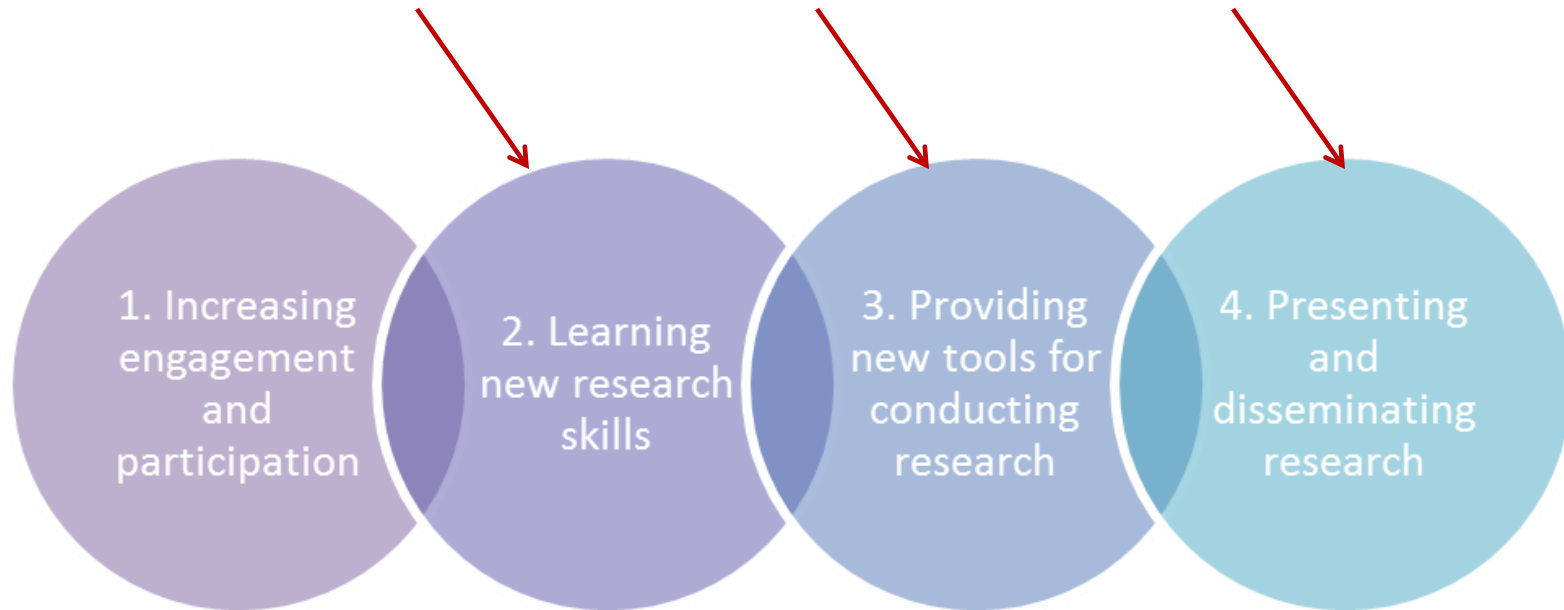 1. Increasing
engagement
and
participation
2. Learning
new research
skills
3. Providing
new tools for
conducting
research
4. Presenting
and
disseminating
research